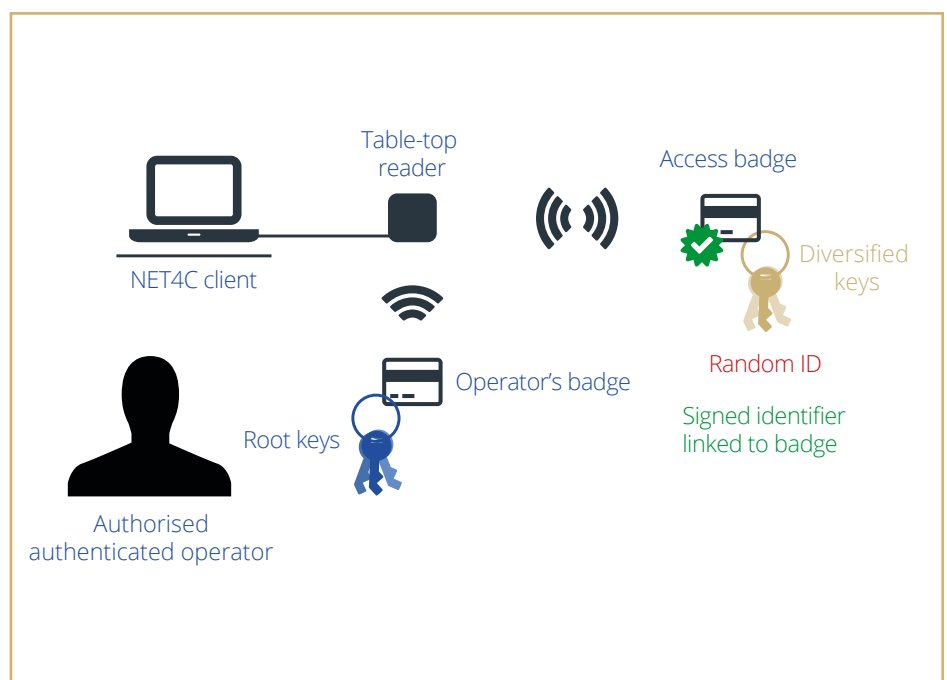 Table-top
reader
Access badge
NET4C client
Diversified
keys
Random ID
Operator’s badge
Signed identifier
linked to badge
Root keys
Authorised
authenticated operator